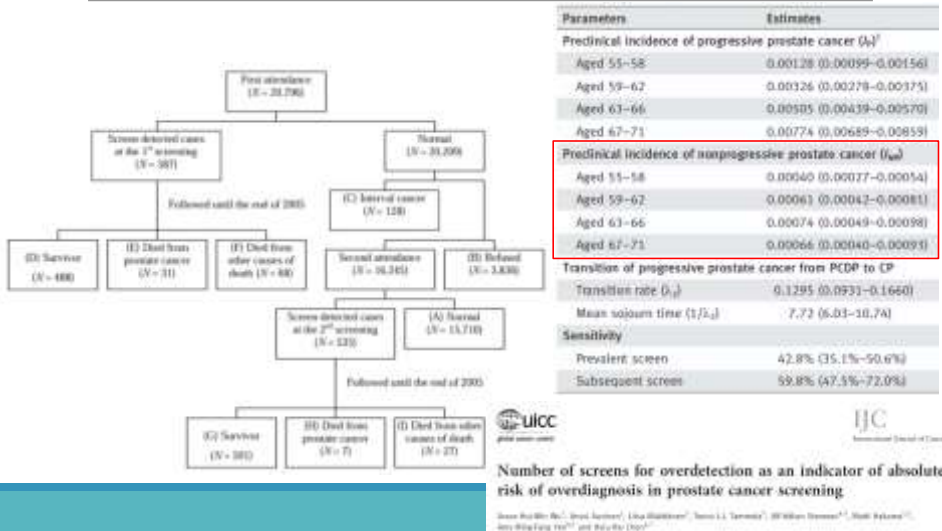 First attendance
(N = 20,796)
Screen detected cases
at the 1st screening
(N = 587)
Normal
(N = 20,209)
Followed until the end of 2005
(C) Interval cancer
(N = 128)
(D) Survivor
(N = 488)
(E) Died from
prostate cancer
(N = 31)
(F) Died from
other causes of
death (N = 68)
Second attendance
(N = 16,245)
(B) Refused
(N = 3,836)
Screen detected cases
at the 2nd screening
(N = 535)
(A) Normal
(N = 15,710)
Followed until the end of 2005
(G) Survivor
(N = 501)
(H) Died from
prostate cancer
(N = 7)
(I) Died from other
causes of death
(N = 27)
Parameters Estimates
Preclinical incidence of progressive prostate cancer
Aged 55–58 0.00128 (0.00099–0.00156)
Aged 59–62 0.00326 (0.00278–0.00375)
Aged 63–66 0.00505 (0.00439–0.00570)
Aged 67–71 0.00774 (0.00689–0.00859)
Preclinical incidence of nonprogressive prostate cancer
Aged 55–58 0.00040 (0.00027–0.00054)
Aged 59–62 0.00061 (0.00042–0.00081)
Aged 63–66 0.00074 (0.00049–0.00098)
Aged 67–71 0.00066 (0.00040–0.00093)
Transition of progressive prostate cancer from PCDP to CP
Transition rate 0.1295 (0.0931–0.1660)
Mean sojourn time 7.72 (6.03–10.74)
Sensitivity
Prevalent screen 42.8% (35.1%–50.6%)
Subsequent screen 59.8% (47.5%–72.0%)
uicc
IJC
International Journal of
Number of screens for overdetection as an indicator of absolute
risk of overdiagnosis in prostate cancer screening